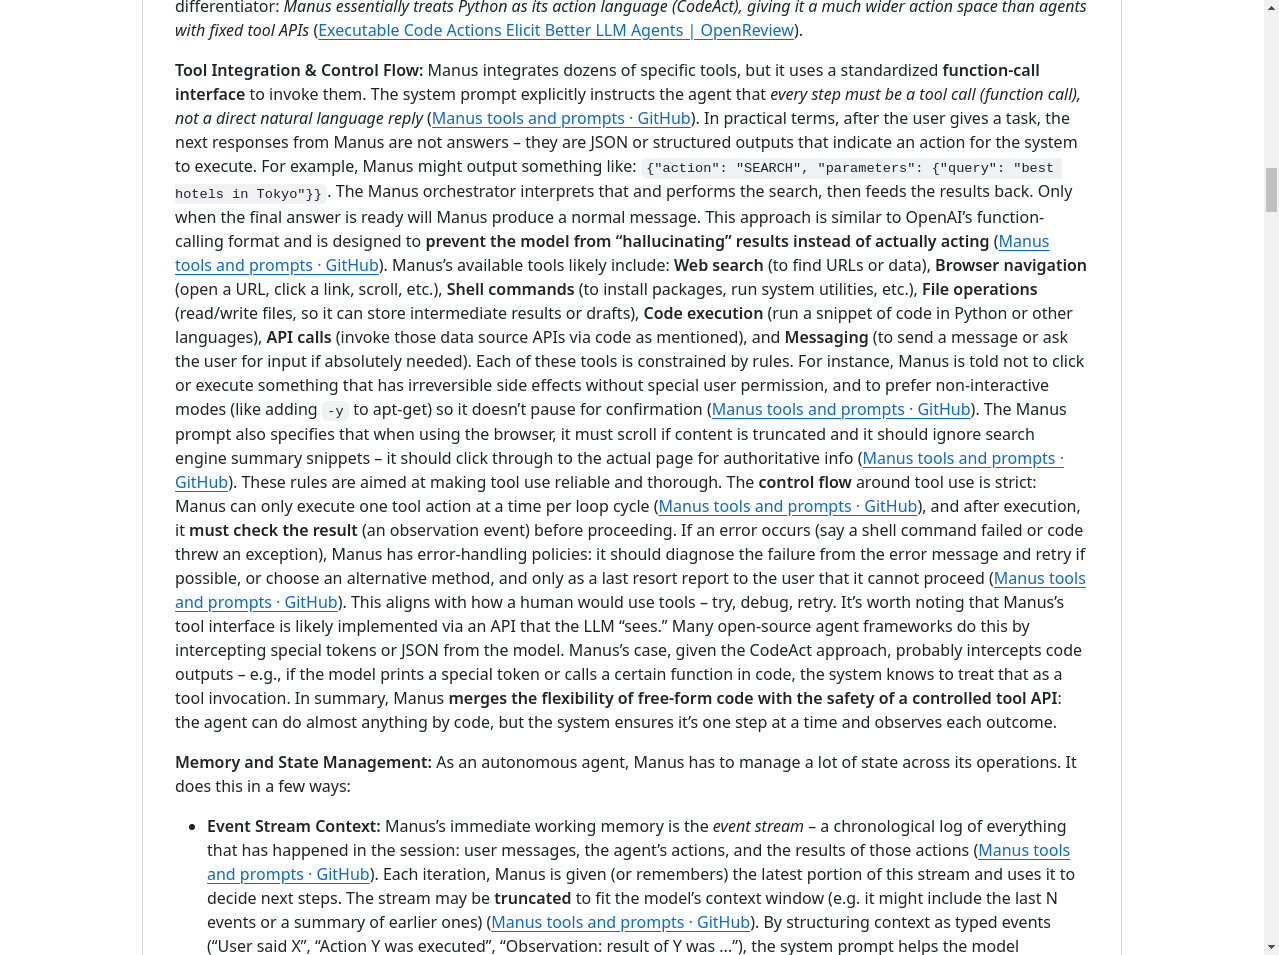 differentiator: Manus essentially treats Python as its action language (CodeAct), giving it a much wider action space than agents
with fixed tool APIs (Executable Code Actions Elicit Better LLM Agents | OpenReview).
Tool Integration & Control Flow: Manus integrates dozens of specific tools, but it uses a standardized function-call
interface to invoke them. The system prompt explicitly instructs the agent that every step must be a tool call (function call),
not a direct natural language reply (Manus tools and prompts · GitHub). In practical terms, after the user gives a task, the
next responses from Manus are not answers – they are JSON or structured outputs that indicate an action for the system
to execute. For example, Manus might output something like: {"action": "SEARCH", "parameters": {"query": "best
hotels in Tokyo"}}. The Manus orchestrator interprets that and performs the search, then feeds the results back. Only
when the final answer is ready will Manus produce a normal message. This approach is similar to OpenAI’s function-
calling format and is designed to prevent the model from “hallucinating” results instead of actually acting (Manus
tools and prompts · GitHub). Manus’s available tools likely include: Web search (to find URLs or data), Browser navigation
(open a URL, click a link, scroll, etc.), Shell commands (to install packages, run system utilities, etc.), File operations
(read/write files, so it can store intermediate results or drafts), Code execution (run a snippet of code in Python or other
languages), API calls (invoke those data source APIs via code as mentioned), and Messaging (to send a message or ask
the user for input if absolutely needed). Each of these tools is constrained by rules. For instance, Manus is told not to click
or execute something that has irreversible side effects without special user permission, and to prefer non-interactive
modes (like adding -y to apt-get) so it doesn’t pause for confirmation (Manus tools and prompts · GitHub). The Manus
prompt also specifies that when using the browser, it must scroll if content is truncated and it should ignore search
engine summary snippets – it should click through to the actual page for authoritative info (Manus tools and prompts ·
GitHub). These rules are aimed at making tool use reliable and thorough. The control flow around tool use is strict:
Manus can only execute one tool action at a time per loop cycle (Manus tools and prompts · GitHub), and after execution,
it must check the result (an observation event) before proceeding. If an error occurs (say a shell command failed or code
threw an exception), Manus has error-handling policies: it should diagnose the failure from the error message and retry if
possible, or choose an alternative method, and only as a last resort report to the user that it cannot proceed (Manus tools
and prompts · GitHub). This aligns with how a human would use tools – try, debug, retry. It’s worth noting that Manus’s
tool interface is likely implemented via an API that the LLM “sees.” Many open-source agent frameworks do this by
intercepting special tokens or JSON from the model. Manus’s case, given the CodeAct approach, probably intercepts code
outputs – e.g., if the model prints a special token or calls a certain function in code, the system knows to treat that as a
tool invocation. In summary, Manus merges the flexibility of free-form code with the safety of a controlled tool API:
the agent can do almost anything by code, but the system ensures it’s one step at a time and observes each outcome.
Memory and State Management: As an autonomous agent, Manus has to manage a lot of state across its operations. It
does this in a few ways:
• Event Stream Context: Manus’s immediate working memory is the event stream – a chronological log of everything
that has happened in the session: user messages, the agent’s actions, and the results of those actions (Manus tools
and prompts · GitHub). Each iteration, Manus is given (or remembers) the latest portion of this stream and uses it to
decide next steps. The stream may be truncated to fit the model’s context window (e.g. it might include the last N
events or a summary of earlier ones) (Manus tools and prompts · GitHub). By structuring context as typed events
(“User said X”, “Action Y was executed”, “Observation: result of Y was ...”), the system prompt helps the model